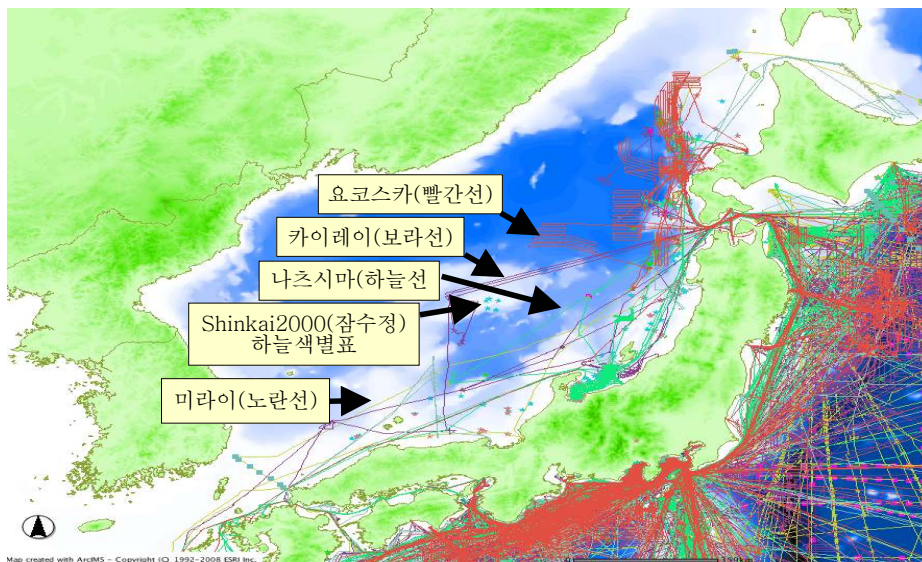 요코스카(빨간선)
카이레이(보라선)
나츠시마(하늘선
Shinkai2000(잠수정)
하늘색별표
미라이(노란선)
Map created with ArcIMS - Copyright (C) 1992-2008 ESRI Inc.